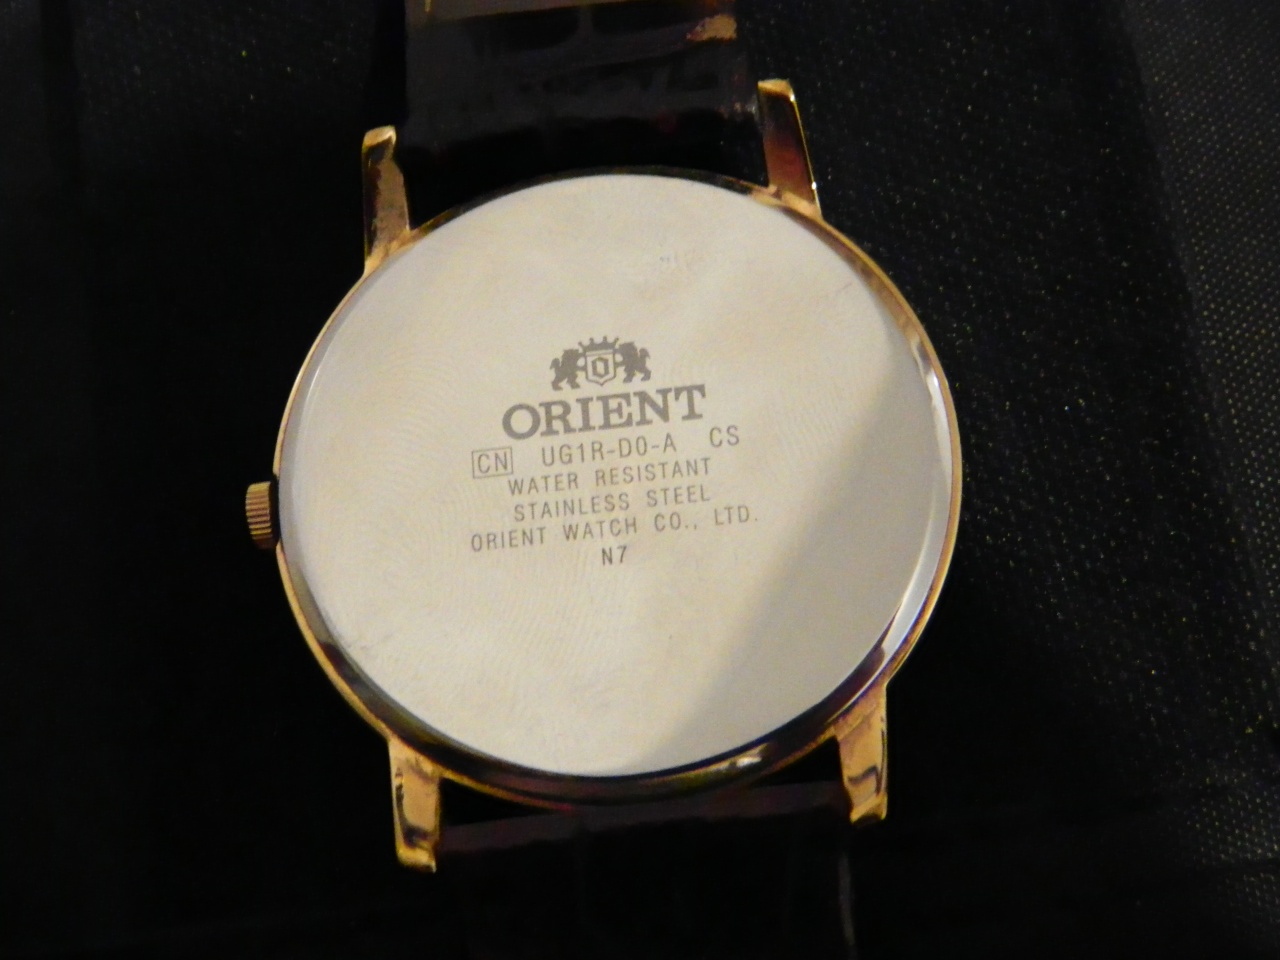 ORIENT
CN UG1R-D0-A CS
WATER RESISTANT
STAINLESS STEEL
ORIENT WATCH CO., LTD.
N7